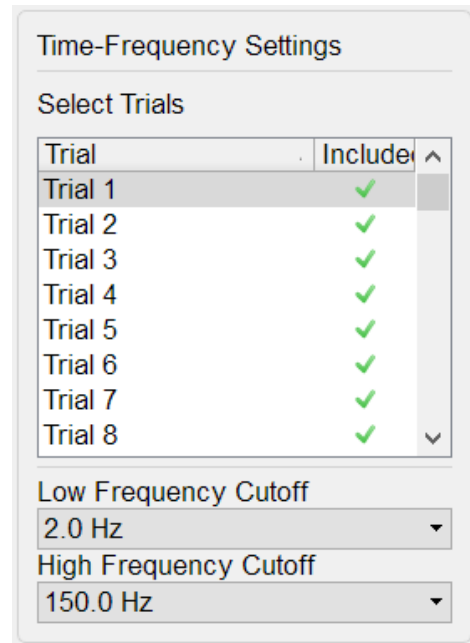 Time-Frequency Settings
Select Trials
Trial Include
Trial 1
Trial 2
Trial 3
Trial 4
Trial 5
Trial 6
Trial 7
Trial 8
Low Frequency Cutoff
2.0 Hz
High Frequency Cutoff
150.0 Hz